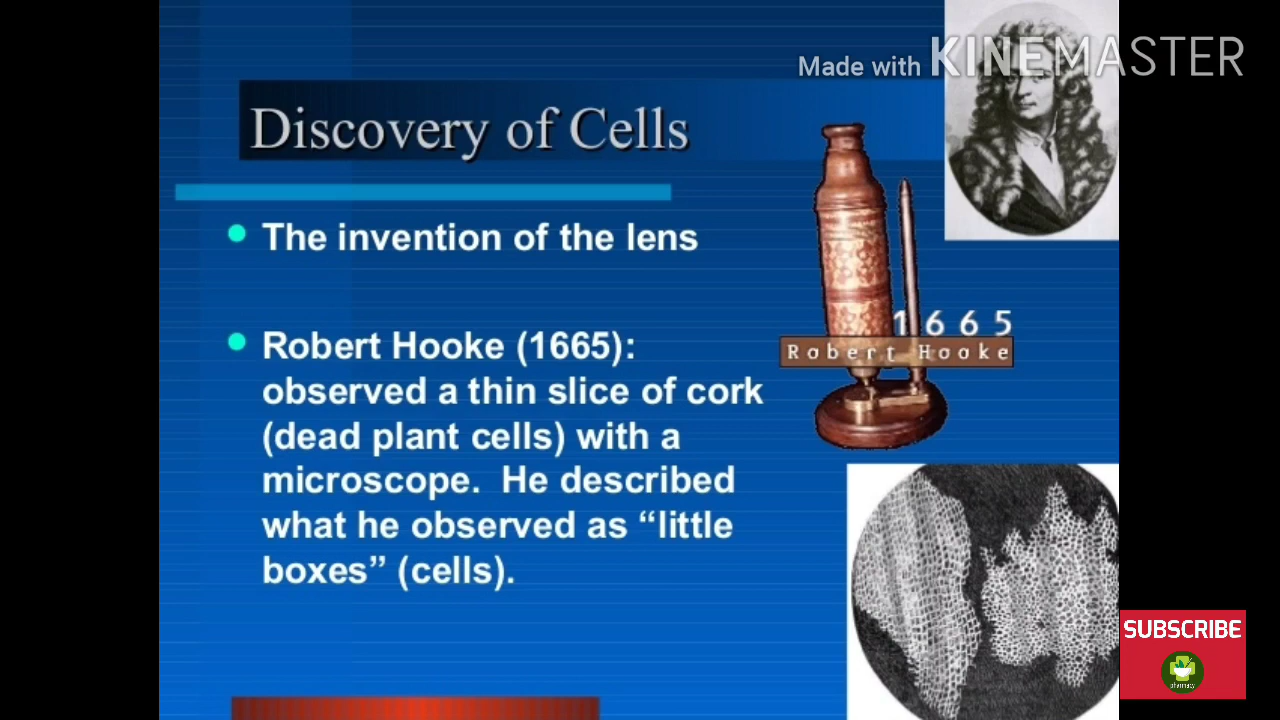 Made with KINEMASTER
Discovery of Cells
The invention of the lens
Robert Hooke (1665):
observed a thin slice of cork
(dead plant cells) with a
microscope. He described
what he observed as “little
boxes” (cells).
1665
Robert Hooke
SUBSCRIBE
pharmacy